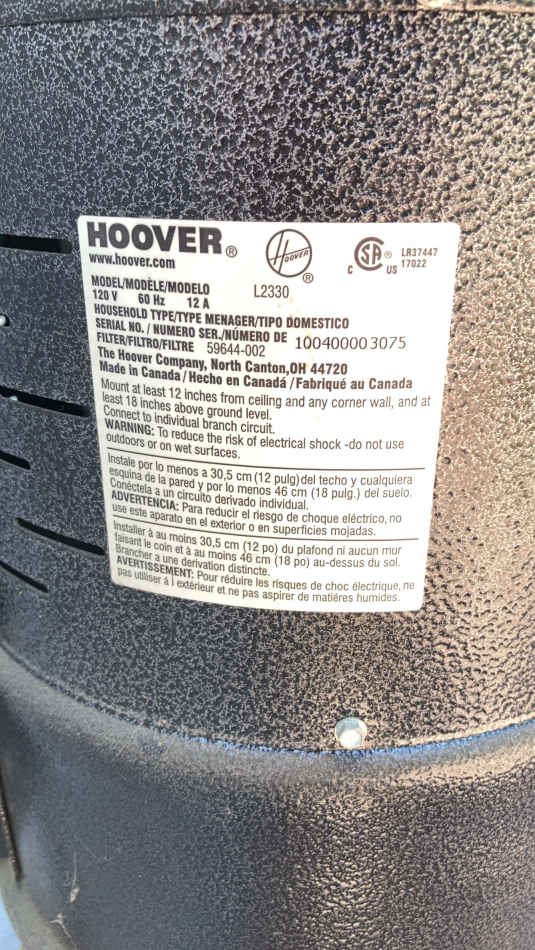 HOOVER®
www.hoover.com
Hoover ®
C SA ® US LR37447 17022
MODEL/MODÈLE/MODELO L2330
120 V 60 Hz 12 A
HOUSEHOLD TYPE/TYPE MENAGER/TIPO DOMESTICO
SERIAL NO. / NUMERO SER./NÚMERO DE 100400003075
FILTER/FILTRO/FILTRE 59644-002
The Hoover Company, North Canton,OH 44720
Made in Canada / Hecho en Canadá / Fabriqué au Canada
Mount at least 12 inches from ceiling and any corner wall, and at
least 18 inches above ground level.
Connect to individual branch circuit.
WARNING: To reduce the risk of electrical shock -do not use
outdoors or on wet surfaces.
Instale por lo menos a 30,5 cm (12 pulg) del techo y cualquiera
esquina de la pared y por lo menos 46 cm (18 pulg.) del suelo.
Conéctela a un circuito derivado individual.
ADVERTENCIA: Para reducir el riesgo de choque eléctrico, no
use este aparato en el exterior o en superficies mojadas.
Installer à au moins 30,5 cm (12 po) du plafond ni aucun mur
faisant le coin et à au moins 46 cm (18 po) au-dessus du sol.
Brancher a une derivation distincte.
AVERTISSEMENT: Pour réduire les risques de choc électrique, ne
pas utiliser à l extérieur et ne pas aspirer de matiéres humides.